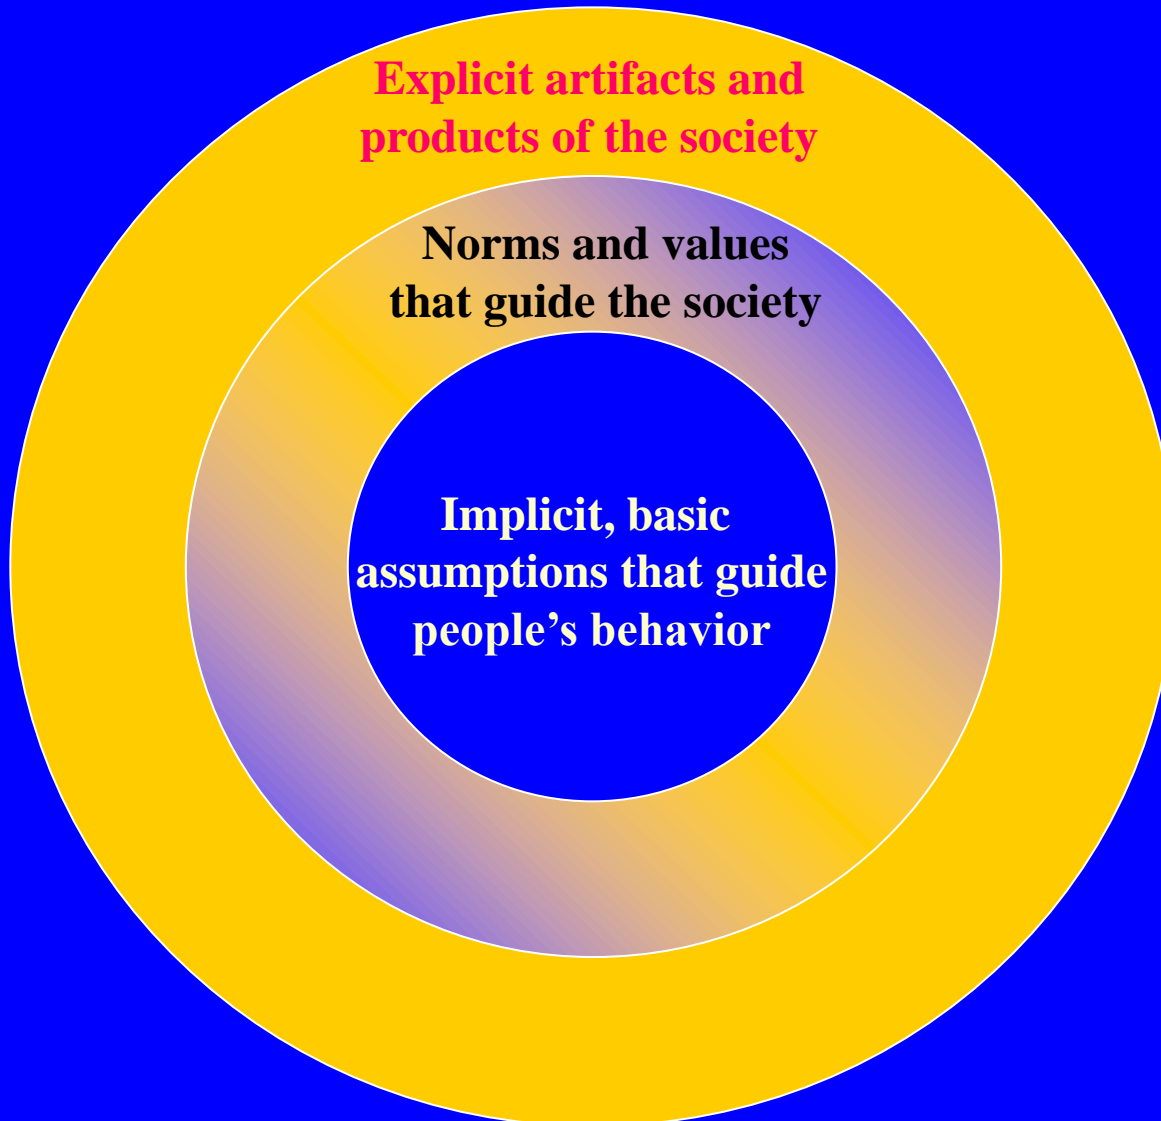 Explicit artifacts and
products of the society
Norms and values
that guide the society
Implicit, basic
assumptions that guide
people’s behavior